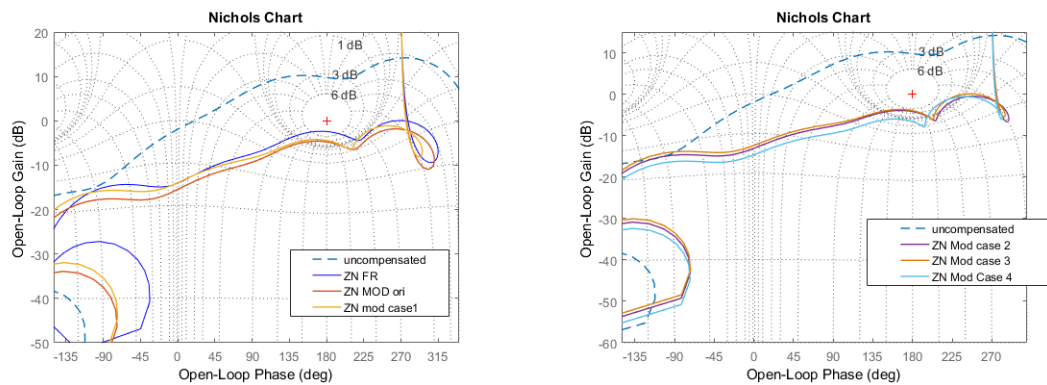 Nichols Chart
20
10
0
-10
-20
-30
-40
-50
Open-Loop Gain (dB)
1 dB
3 dB
6 dB
uncompensated
ZN FR
ZN MOD ori
ZN mod case1
-135 -90 -45 0 45 90 135 180 225 270 315
Open-Loop Phase (deg)
Nichols Chart
10
0
-10
-20
-30
-40
-50
-60
Open-Loop Gain (dB)
3 dB
6 dB
uncompensated
ZN Mod case 2
ZN Mod case 3
ZN Mod Case 4
-135 -90 -45 0 45 90 135 180 225 270
Open-Loop Phase (deg)